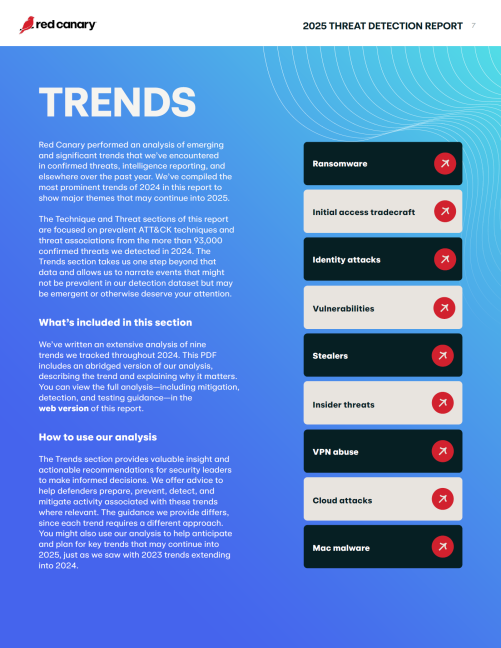 red canary
2025 THREAT DETECTION REPORT 7
TRENDS
Red Canary performed an analysis of emerging
and significant trends that we've encountered
in confirmed threats, intelligence reporting, and
elsewhere over the past year. We've compiled the
most prominent trends of 2024 in this report to
show major themes that may continue into 2025.
The Technique and Threat sections of this report
are focused on prevalent ATT&CK techniques and
threat associations from the more than 93,000
confirmed threats we detected in 2024. The
Trends section takes us one step beyond that
data and allows us to narrate events that might
not be prevalent in our detection dataset but may
be emergent or otherwise deserve your attention.
What's included in this section
We've written an extensive analysis of nine
trends we tracked throughout 2024. This PDF
includes an abridged version of our analysis,
describing the trend and explaining why it matters.
You can view the full analysis—including mitigation,
detection, and testing guidance—in the
web version of this report.
How to use our analysis
The Trends section provides valuable insight and
actionable recommendations for security leaders
to make informed decisions. We offer advice to
help defenders prepare, prevent, detect, and
mitigate activity associated with these trends
where relevant. The guidance we provide differs,
since each trend requires a different approach.
You might also use our analysis to help anticipate
and plan for key trends that may continue into
2025, just as we saw with 2023 trends extending
into 2024.
Ransomware
Initial access tradecraft
Identity attacks
Vulnerabilities
Stealers
Insider threats
VPN abuse
Cloud attacks
Mac malware